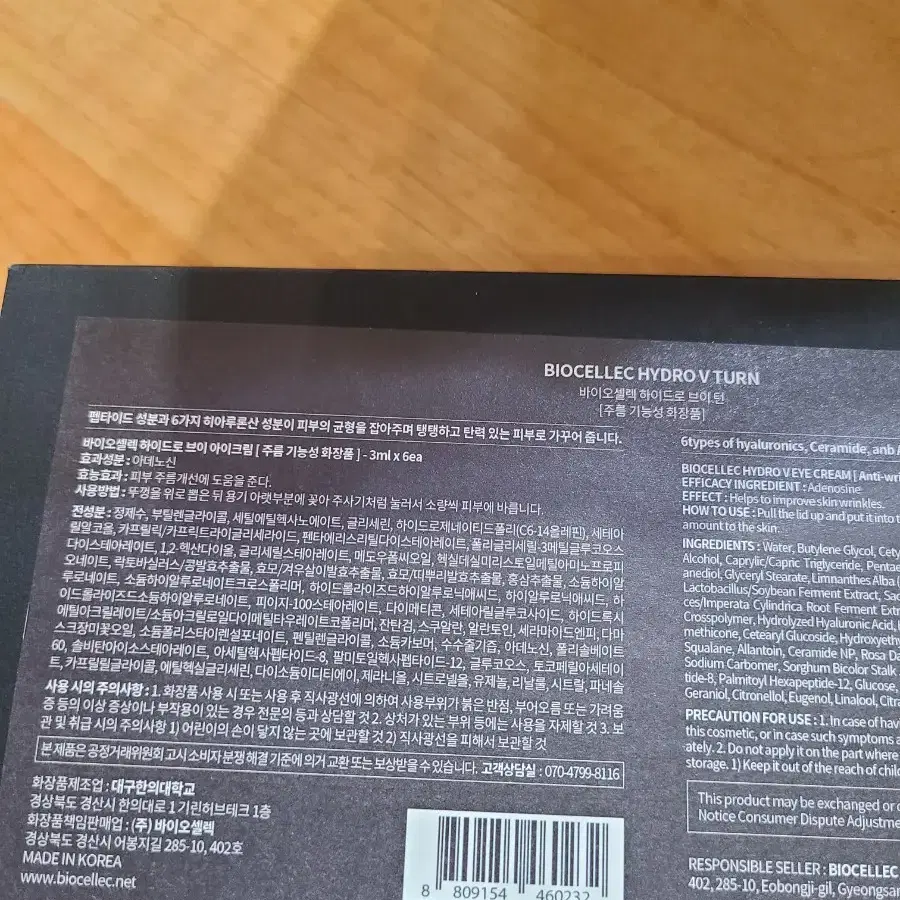 BIOCELLEC HYDRO V TURN
바이오셀렉 하이드로 브이 턴
[주름 기능성 화장품]
펩타이드 성분과 6가지 히아루론산 성분이 피부의 균형을 잡아주며 탱탱하고 탄력 있는 피부로 가꾸어 줍니다.
바이오셀렉 하이드로 브이 아이크림 [ 주름 기능성 화장품 ] - 3ml x 6ea
효과성분 : 아데노신
효능효과 : 피부 주름개선에 도움을 준다.
사용방법 : 뚜껑을 위로 뽑은 뒤 용기 아랫부분에 꽂아 주사기처럼 눌러서 소량씩 피부에 바릅니다.
전성분 : 정제수, 부틸렌글라이콜, 세틸에틸헥사노에이트, 글리세린, 하이드로제네이티드폴리(C6-14올레핀), 세테아
릴알코올, 카프릴릭/카프릭트라이글리세라이드, 펜타에리스리틸다이스테아레이트, 폴리글리세릴-3메틸글루코오스
다이스테아레이트, 1,2-헥산다이올, 글리세릴스테아레이트, 메도우폼씨오일, 헥실데실미리스토일메틸아미노프로피
오네이트, 락토바실러스/콩발효추출물, 효모/겨우살이발효추출물, 효모/띠뿌리발효추출물, 홍삼추출물, 소듐하이알
루로네이트, 소듐하이알루로네이트크로스폴리머, 하이드롤라이즈드하이알루로닉애씨드, 하이알루로닉애씨드, 하
이드롤라이즈드소듐하이알루로네이트, 피이지-100스테아레이트, 다이메티콘, 세테아릴글루코사이드, 하이드록시
에틸아크릴레이트/소듐아크릴로일다이메틸타우레이트코폴리머, 잔탄검, 스쿠알란, 알란토인, 세라마이드엔피, 다마
스크장미꽃오일, 소듐폴리스타이렌설포네이트, 펜틸렌글라이콜, 소듐카보머, 수수줄기즙, 아데노신, 폴리솔베이트
60, 솔비탄아이소스테아레이트, 아세틸헥사펩타이드-8, 팔미토일헥사펩타이드-12, 글루코오스, 토코페릴아세테이
트, 카프릴릴글라이콜, 에틸헥실글리세린, 다이소듐이디티에이, 제라니올, 시트로넬올, 유제놀, 리날룰, 시트랄, 파네솔
사용 시의 주의사항 : 1. 화장품 사용 시 또는 사용 후 직사광선에 의하여 사용부위가 붉은 반점, 부어오름 또는 가려움
증 등의 이상 증상이나 부작용이 있는 경우 전문의 등과 상담할 것 2. 상처가 있는 부위 등에는 사용을 자제할 것 3. 보
관 및 취급 시의 주의사항 1) 어린이의 손이 닿지 않는 곳에 보관할 것 2) 직사광선을 피해서 보관할 것
본 제품은 공정거래위원회 고시 소비자 분쟁 해결 기준에 의거 교환 또는 보상받을 수 있습니다. 고객상담실 : 070-4799-8116
화장품제조업 : 대구한의대학교
경상북도 경산시 한의대로 1 기린허브테크 1층
화장품책임판매업 : (주) 바이오셀렉
경상북도 경산시 어봉지길 285-10, 402호
MADE IN KOREA
www.biocellec.net
8 809154 460232
6types of hyaluronics, Ceramide, anb
BIOCELLEC HYDRO V EYE CREAM [ Anti-wri
EFFICACY INGREDIENT : Adenosine
EFFECT : Helps to improve skin wrinkles.
HOW TO USE : Pull the lid up and put it into t
amount to the skin.
INGREDIENTS : Water, Butylene Glycol, Cety
Alcohol, Caprylic/Capric Triglyceride, Pentae
anediol, Glyceryl Stearate, Limnanthes Alba (
Lactobacillus/Soybean Ferment Extract, Sac
ces/Imperata Cylindrica Root Ferment Extra
Crosspolymer, Hydrolyzed Hyaluronic Acid,
methicone, Cetearyl Glucoside, Hydroxyeth
Squalane, Allantoin, Ceramide NP, Rosa Da
Sodium Carbomer, Sorghum Bicolor Stalk
tide-8, Palmitoyl Hexapeptide-12, Glucose,
Geraniol, Citronellol, Eugenol, Linalool, Citra
PRECAUTION FOR USE : 1. In case of havi
this cosmetic, or in case such symptoms a
ately. 2. Do not apply it on the part where
storage. 1) Keep it out of the reach of chil
This product may be exchanged or c
Notice Consumer Dispute Adjustme
RESPONSIBLE SELLER : BIOCELLEC
402, 285-10, Eobongji-gil, Gyeongsan